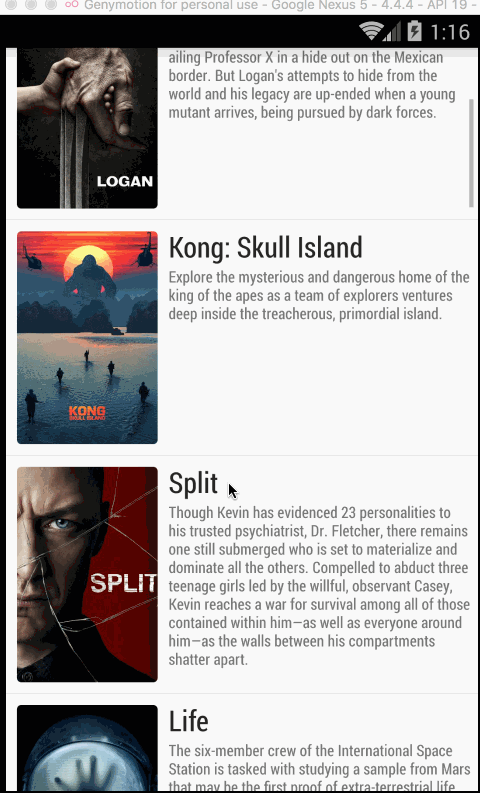 Genymotion for personal use - Google Nexus 5 - 4.4.4 - API 19 -
1:16
ailing Professor X in a hide out on the Mexican
border. But Logan's attempts to hide from the
world and his legacy are up-ended when a young
mutant arrives, being pursued by dark forces.
LOGAN
Kong: Skull Island
Explore the mysterious and dangerous home of the
king of the apes as a team of explorers ventures
deep inside the treacherous, primordial island.
KONG
SKULL ISLAND
Split
Though Kevin has evidenced 23 personalities to
his trusted psychiatrist, Dr. Fletcher, there remains
one still submerged who is set to materialize and
dominate all the others. Compelled to abduct three
teenage girls led by the willful, observant Casey,
Kevin reaches a war for survival among all of those
contained within him—as well as everyone around
him—as the walls between his compartments
shatter apart.
SPLIT
Life
The six-member crew of the International Space
Station is tasked with studying a sample from Mars
that may be the first proof of extra-terrestrial life